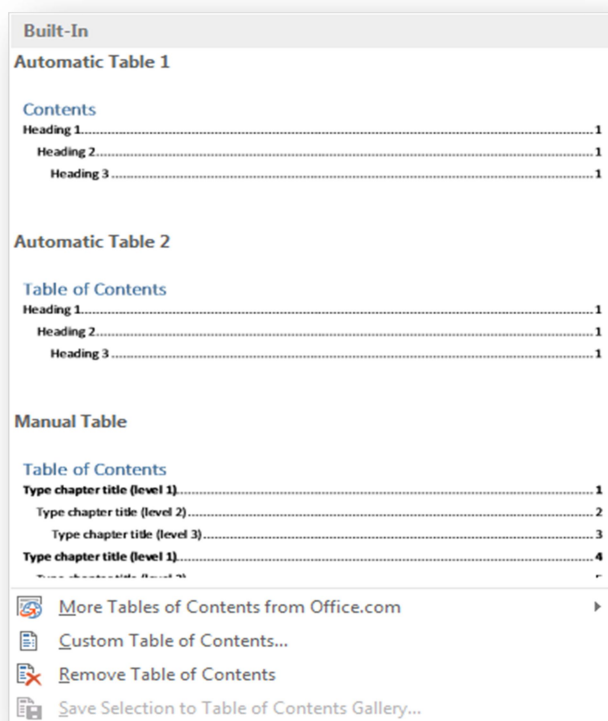 Built-In
Automatic Table 1
Contents
Heading 1....................1
Heading 2....................1
Heading 3....................1
Automatic Table 2
Table of Contents
Heading 1....................1
Heading 2....................1
Heading 3....................1
Manual Table
Table of Contents
Type chapter title (level 1)....................1
Type chapter title (level 2)....................2
Type chapter title (level 3)....................3
Type chapter title (level 1)....................4
More Tables of Contents from Office.com
Custom Table of Contents...
Remove Table of Contents
Save Selection to Table of Contents Gallery...